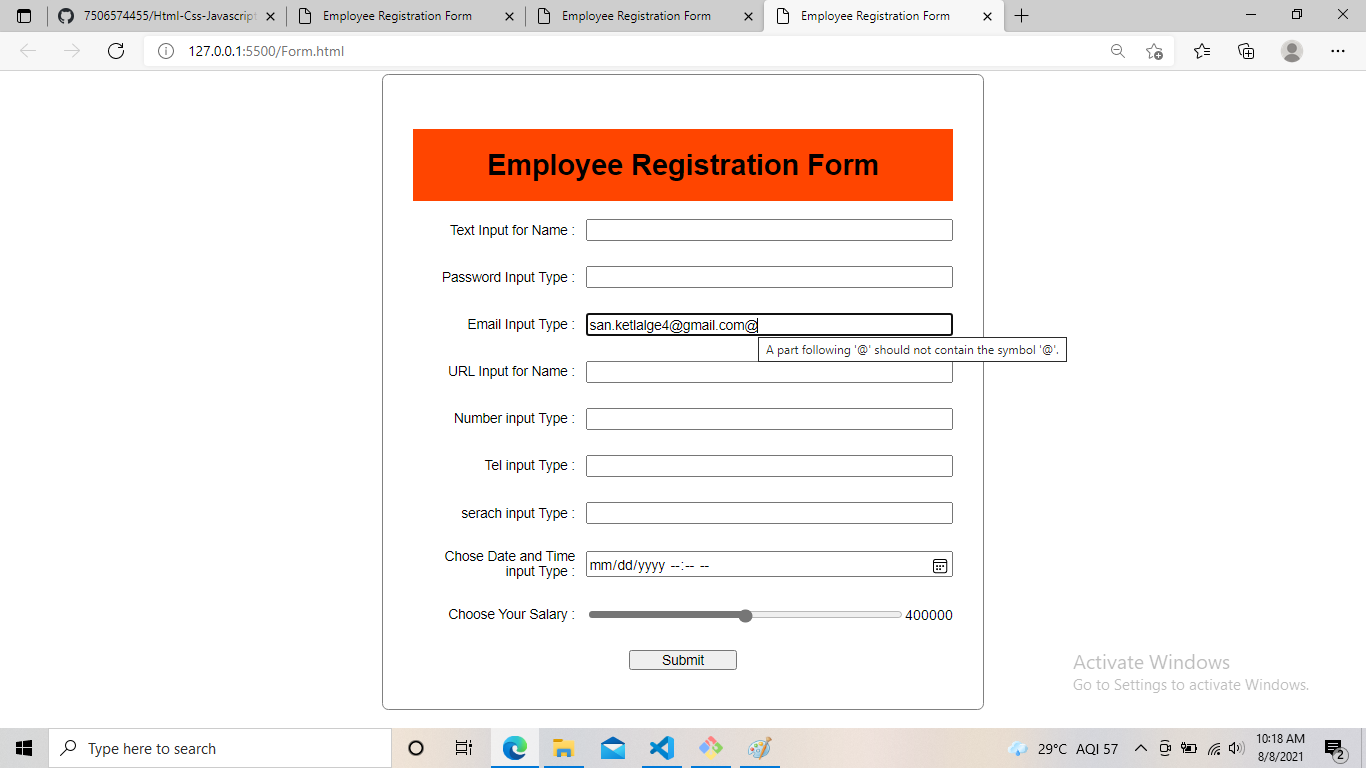 7506574455/Html-Css-Javascript
Employee Registration Form
Employee Registration Form
Employee Registration Form
127.0.0.1:5500/Form.html
Employee Registration Form
Text Input for Name :
Password Input Type :
Email Input Type :
san.ketlalge4@gmail.com@
A part following '@' should not contain the symbol '@'.
URL Input for Name :
Number input Type :
Tel input Type :
serach input Type :
Chose Date and Time
input Type :
mm/dd/yyyy --:-- --
Choose Your Salary :
400000
Submit
Activate Windows
Go to Settings to activate Windows.
Type here to search
29°C AQI 57
10:18 AM
8/8/2021
2